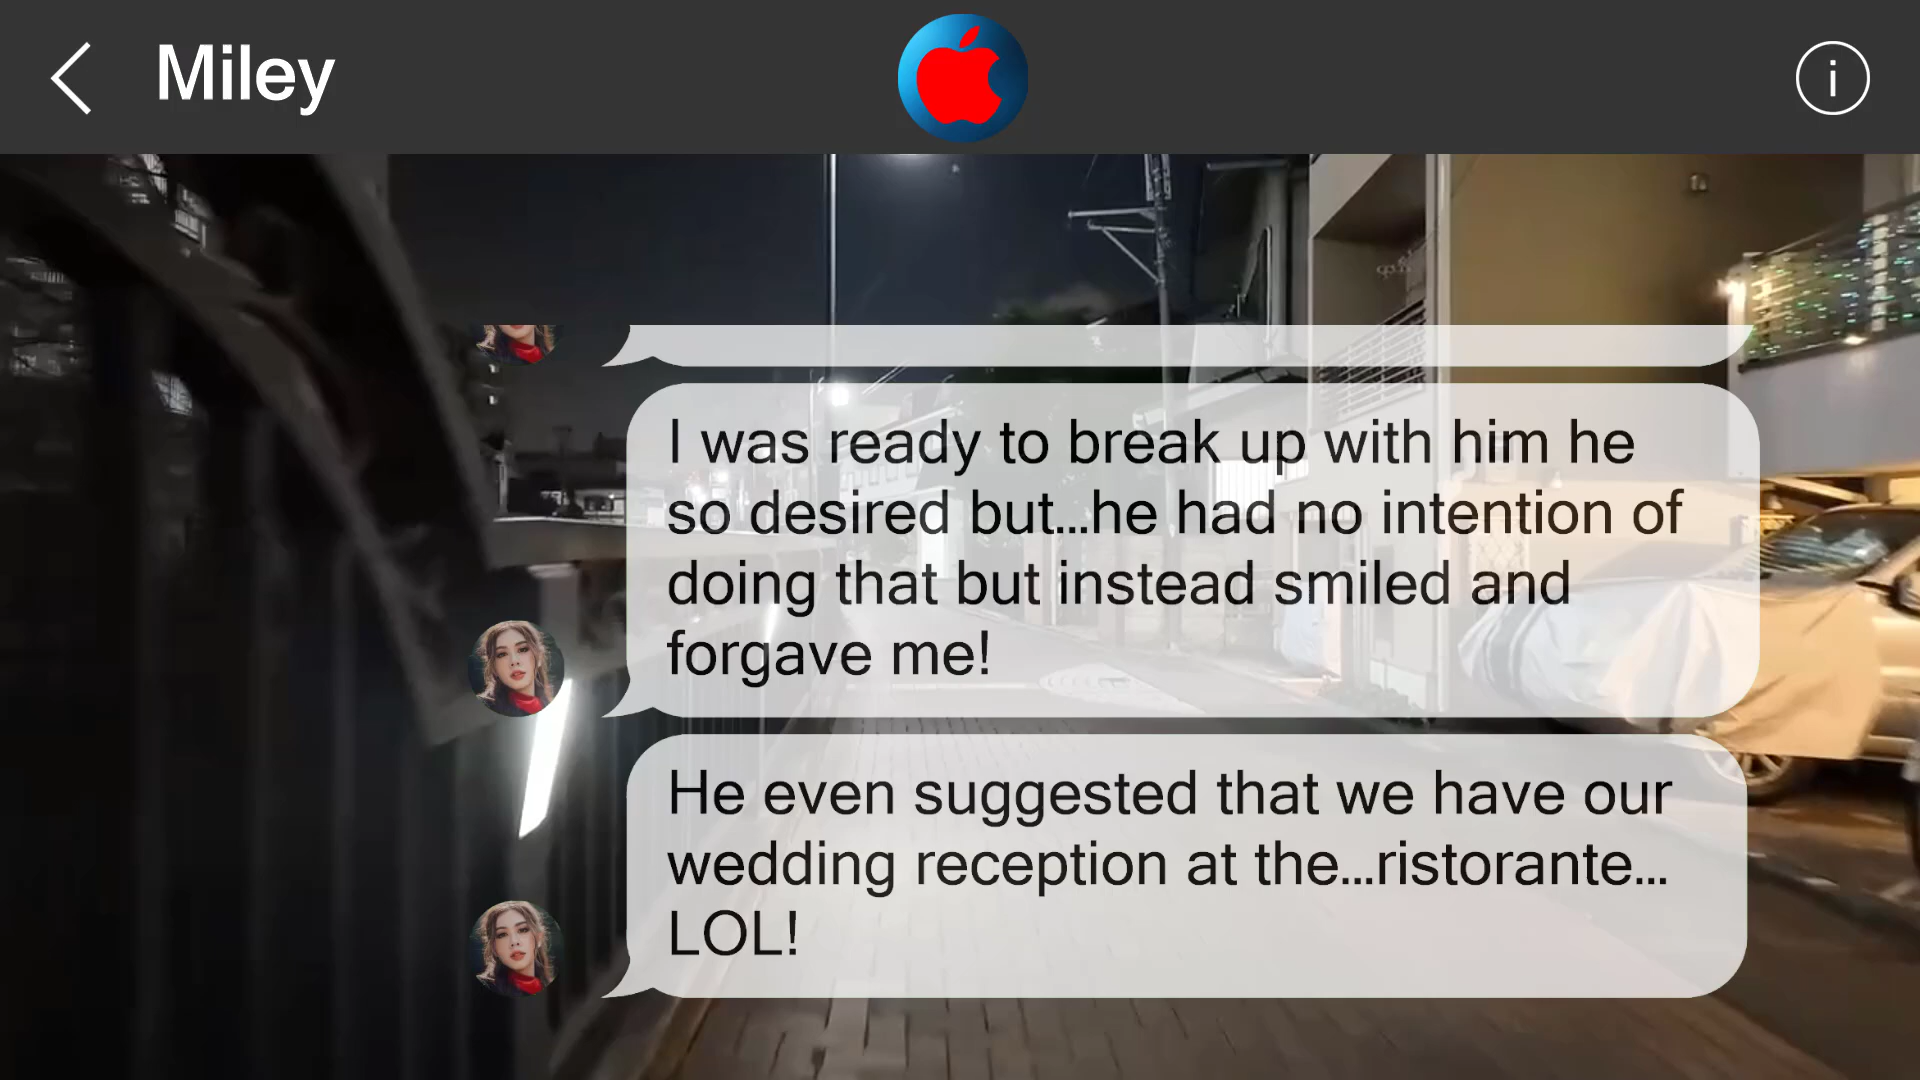 Miley
i
I was ready to break up with him he
so desired but...he had no intention of
doing that but instead smiled and
forgave me!
He even suggested that we have our
wedding reception at the...ristorante...
LOL!